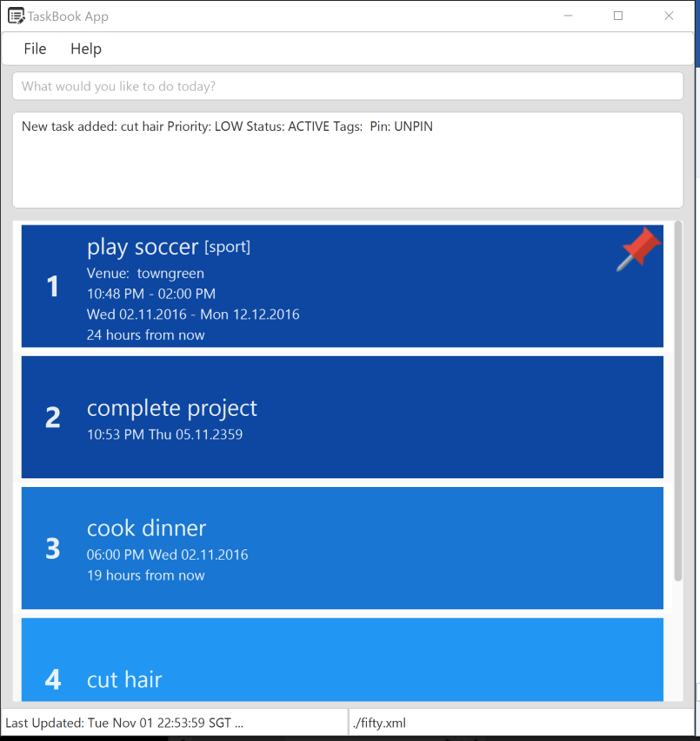 TaskBook App
File Help
What would you like to do today?
New task added: cut hair Priority: LOW Status: ACTIVE Tags:  Pin: UNPIN
1
play soccer [sport]
Venue:  towngreen
10:48 PM - 02:00 PM
Wed 02.11.2016 - Mon 12.12.2016
24 hours from now
2
complete project
10:53 PM Thu 05.11.2359
3
cook dinner
06:00 PM Wed 02.11.2016
19 hours from now
4
cut hair
Last Updated: Tue Nov 01 22:53:59 SGT ...
./fifty.xml